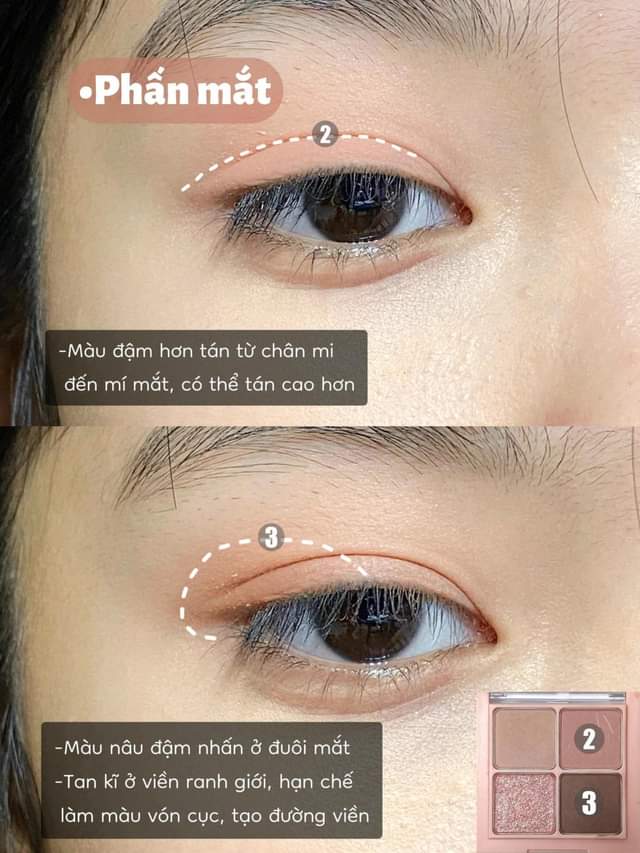 •Phấn mắt
2
-Màu đậm hơn tán từ chân mi
đến mí mắt, có thể tán cao hơn
3
-Màu nâu đậm nhấn ở đuôi mắt
-Tan kĩ ở viền ranh giới, hạn chế
làm màu vón cục, tạo đường viền
2
3